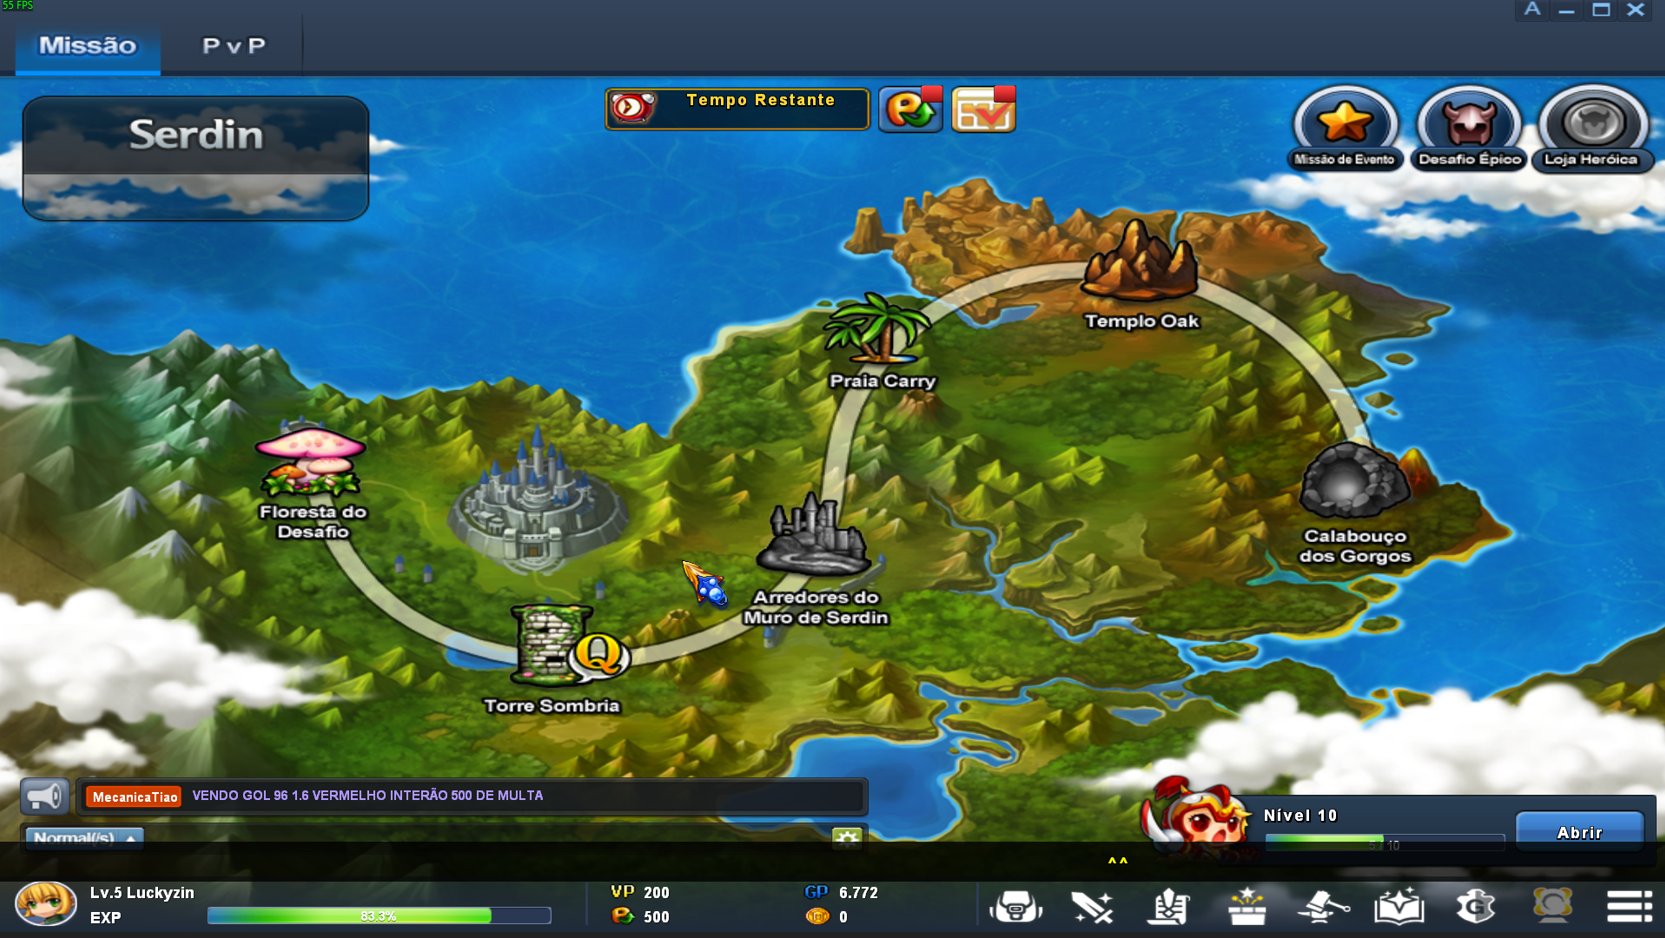 55 FPS
A
Missão
P v P
Serdin
Tempo Restante
Missão de Evento
Desafio Épico
Loja Heróica
Templo Oak
Praia Carry
Floresta do
Desafio
Calabouço
dos Gorgos
Arredores do
Muro de Serdin
Q
Torre Sombria
MecanicaTiao VENDO GOL 96 1.6 VERMELHO INTERÃO 500 DE MULTA
Normal(/s)
Nível 10
5 / 10
Abrir
^^
Lv.5 Luckyzin
EXP
83.3%
VP 200
500
GP 6.772
0